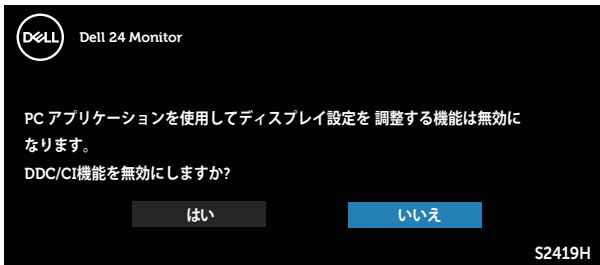 DELL Dell 24 Monitor
PC アプリケーションを使用してディスプレイ設定を 調整する機能は無効に
なります。
DDC/CI機能を無効にしますか?
はい いいえ
S2419H